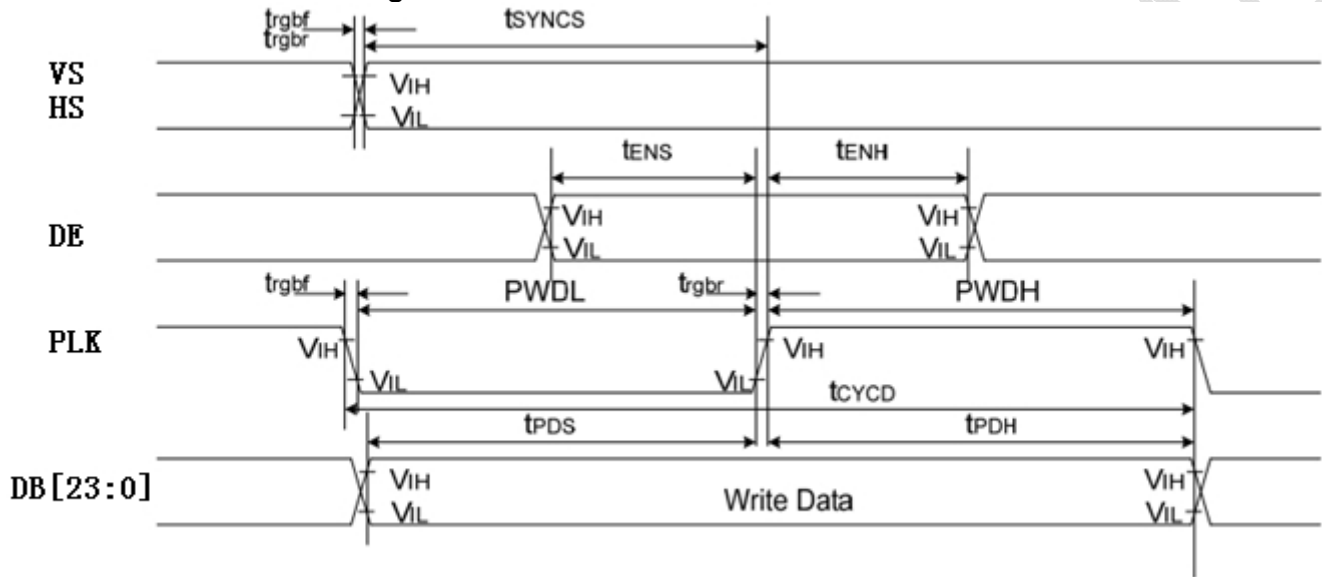 trgbf tSYNCS
trgbr
VS VIH
HS VIL
tENS tENH
VIH VIH
DE VIL VIL
trgbf PWDL trgbr PWDH
PLK VIH VIH VIH
VIL VIL
tCYCD
tPDS tPDH
VIH VIH
DB[23:0] Write Data
VIL VIL